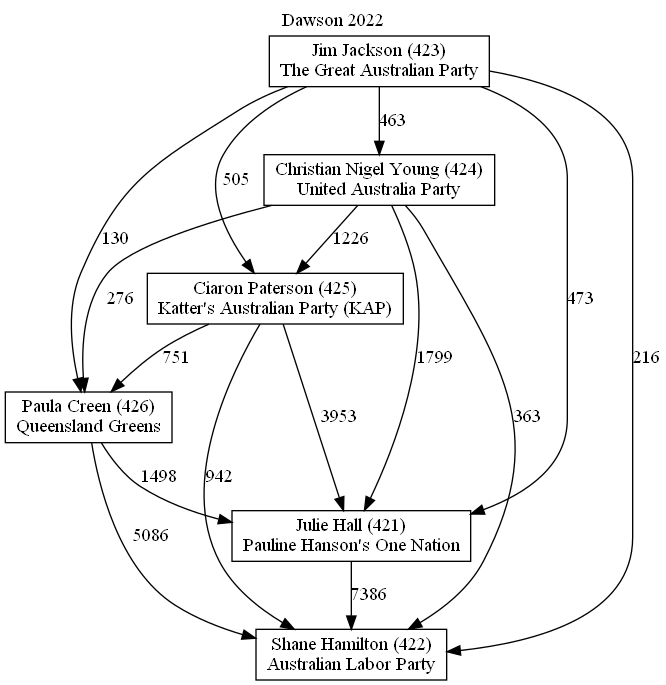 Dawson 2022
Jim Jackson (423)
The Great Australian Party
463
Christian Nigel Young (424)
United Australia Party
505
130
1226
276
473
216
Ciaron Paterson (425)
Katter's Australian Party (KAP)
751
1799
3953
363
Paula Creen (426)
Queensland Greens
1498
942
5086
Julie Hall (421)
Pauline Hanson's One Nation
7386
Shane Hamilton (422)
Australian Labor Party